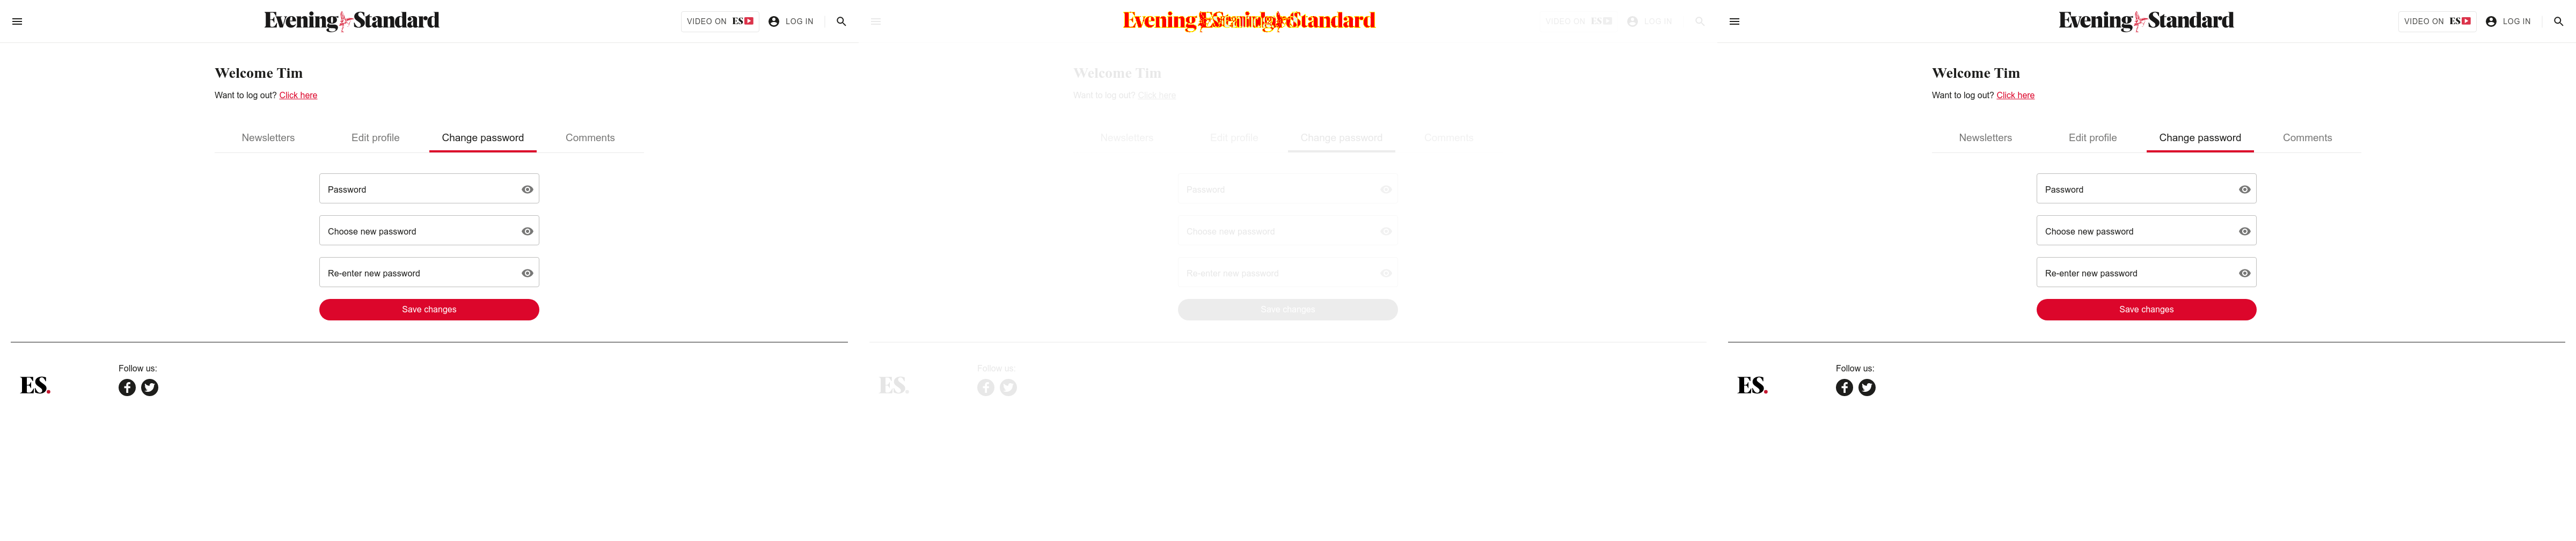 Evening Standard
VIDEO ON ES
LOG IN
Welcome Tim
Want to log out? Click here
Newsletters Edit profile Change password Comments
Password
Choose new password
Re-enter new password
Save changes
ES.
Follow us:
VIDEO ON ES
LOG IN
Welcome Tim
Want to log out? Click here
Newsletters Edit profile Change password Comments
Password
Choose new password
Re-enter new password
Save changes
ES.
Follow us:
Evening Standard
VIDEO ON ES
LOG IN
Welcome Tim
Want to log out? Click here
Newsletters Edit profile Change password Comments
Password
Choose new password
Re-enter new password
Save changes
ES.
Follow us: